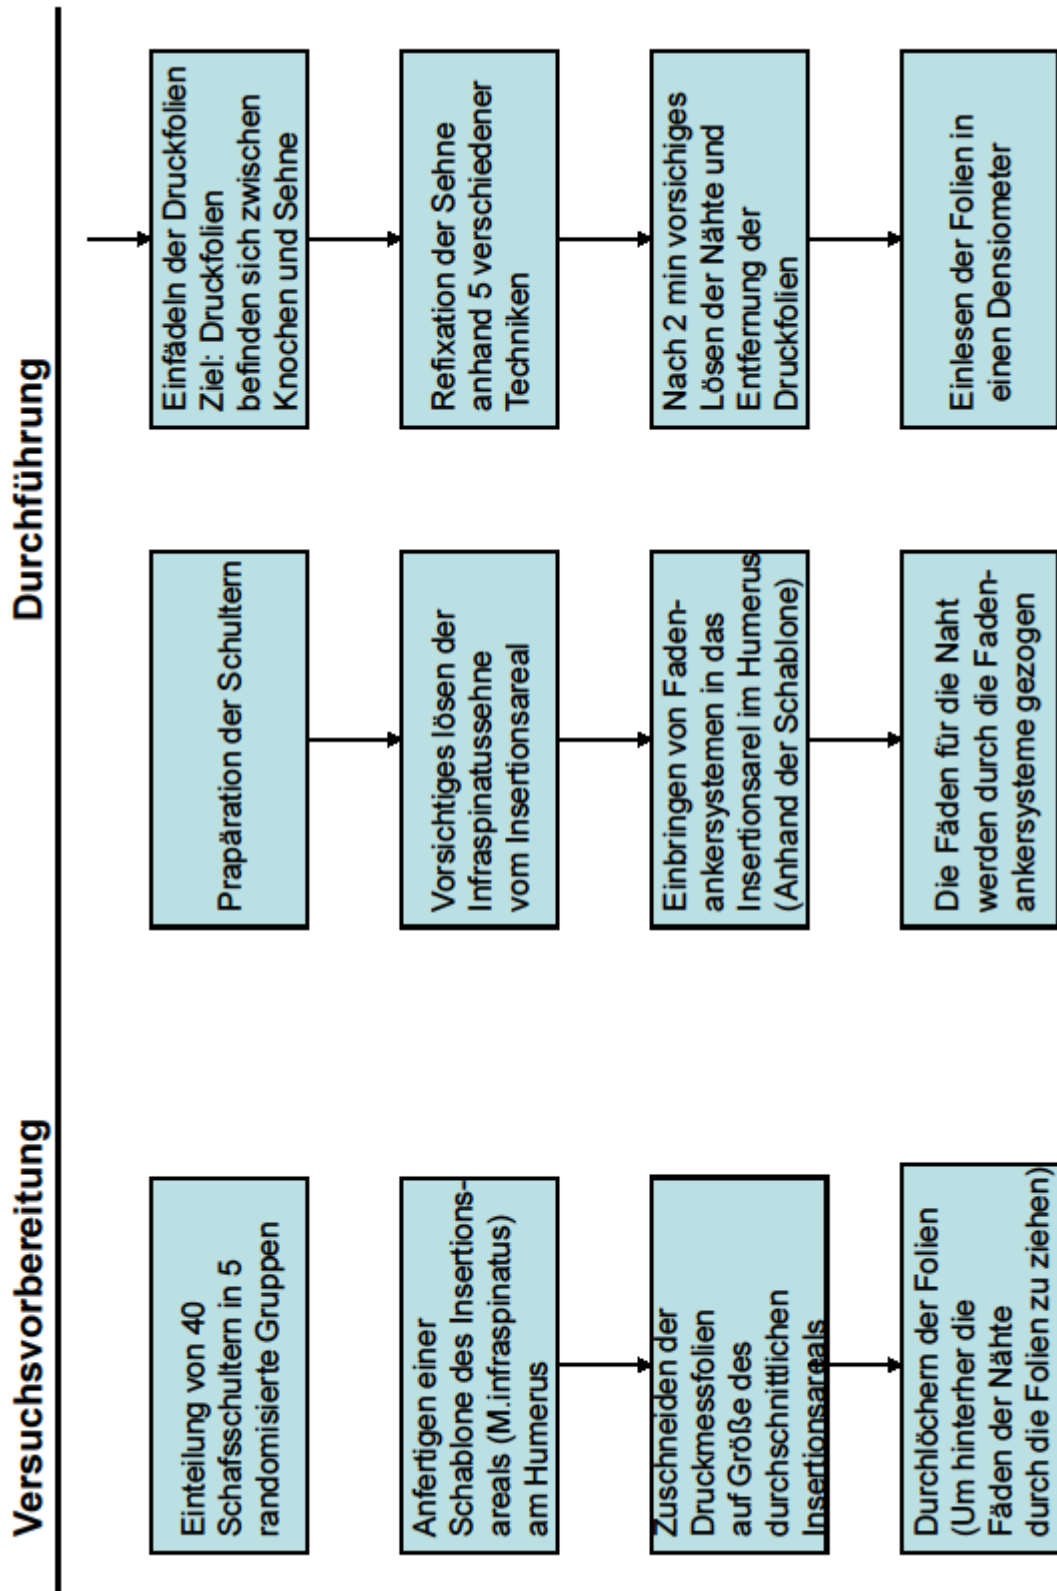 Versuchsvorbereitung
Durchführung
Einteilung von 40
Schafsschultern in 5
randomisierte Gruppen
Anfertigen einer
Schablone des Insertions-
areals (M.infraspinatus)
am Humerus
Zuschneiden der
Druckmessfolien
auf Größe des
durchschnittlichen
Insertionsareals
Durchlöchern der Folien
(Um hinterher die
Fäden der Nähte
durch die Folien zu ziehen)
Prapäration der Schultern
Vorsichtiges lösen der
Infraspinatussehne
vom Insertionsareal
Einbringen von Faden-
ankersystemen in das
Insertionsarel im Humerus
(Anhand der Schablone)
Die Fäden für die Naht
werden durch die Faden-
ankersysteme gezogen
Einfädeln der Druckfolien
Ziel: Druckfolien
befinden sich zwischen
Knochen und Sehne
Refixation der Sehne
anhand 5 verschiedener
Techniken
Nach 2 min vorsichiges
Lösen der Nähte und
Entfernung der
Druckfolien
Einlesen der Folien in
einen Densiometer